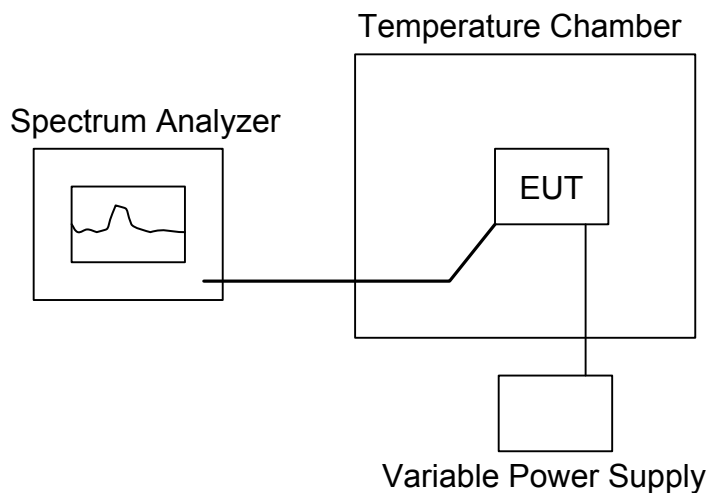 Temperature Chamber
Spectrum Analyzer
EUT
Variable Power Supply